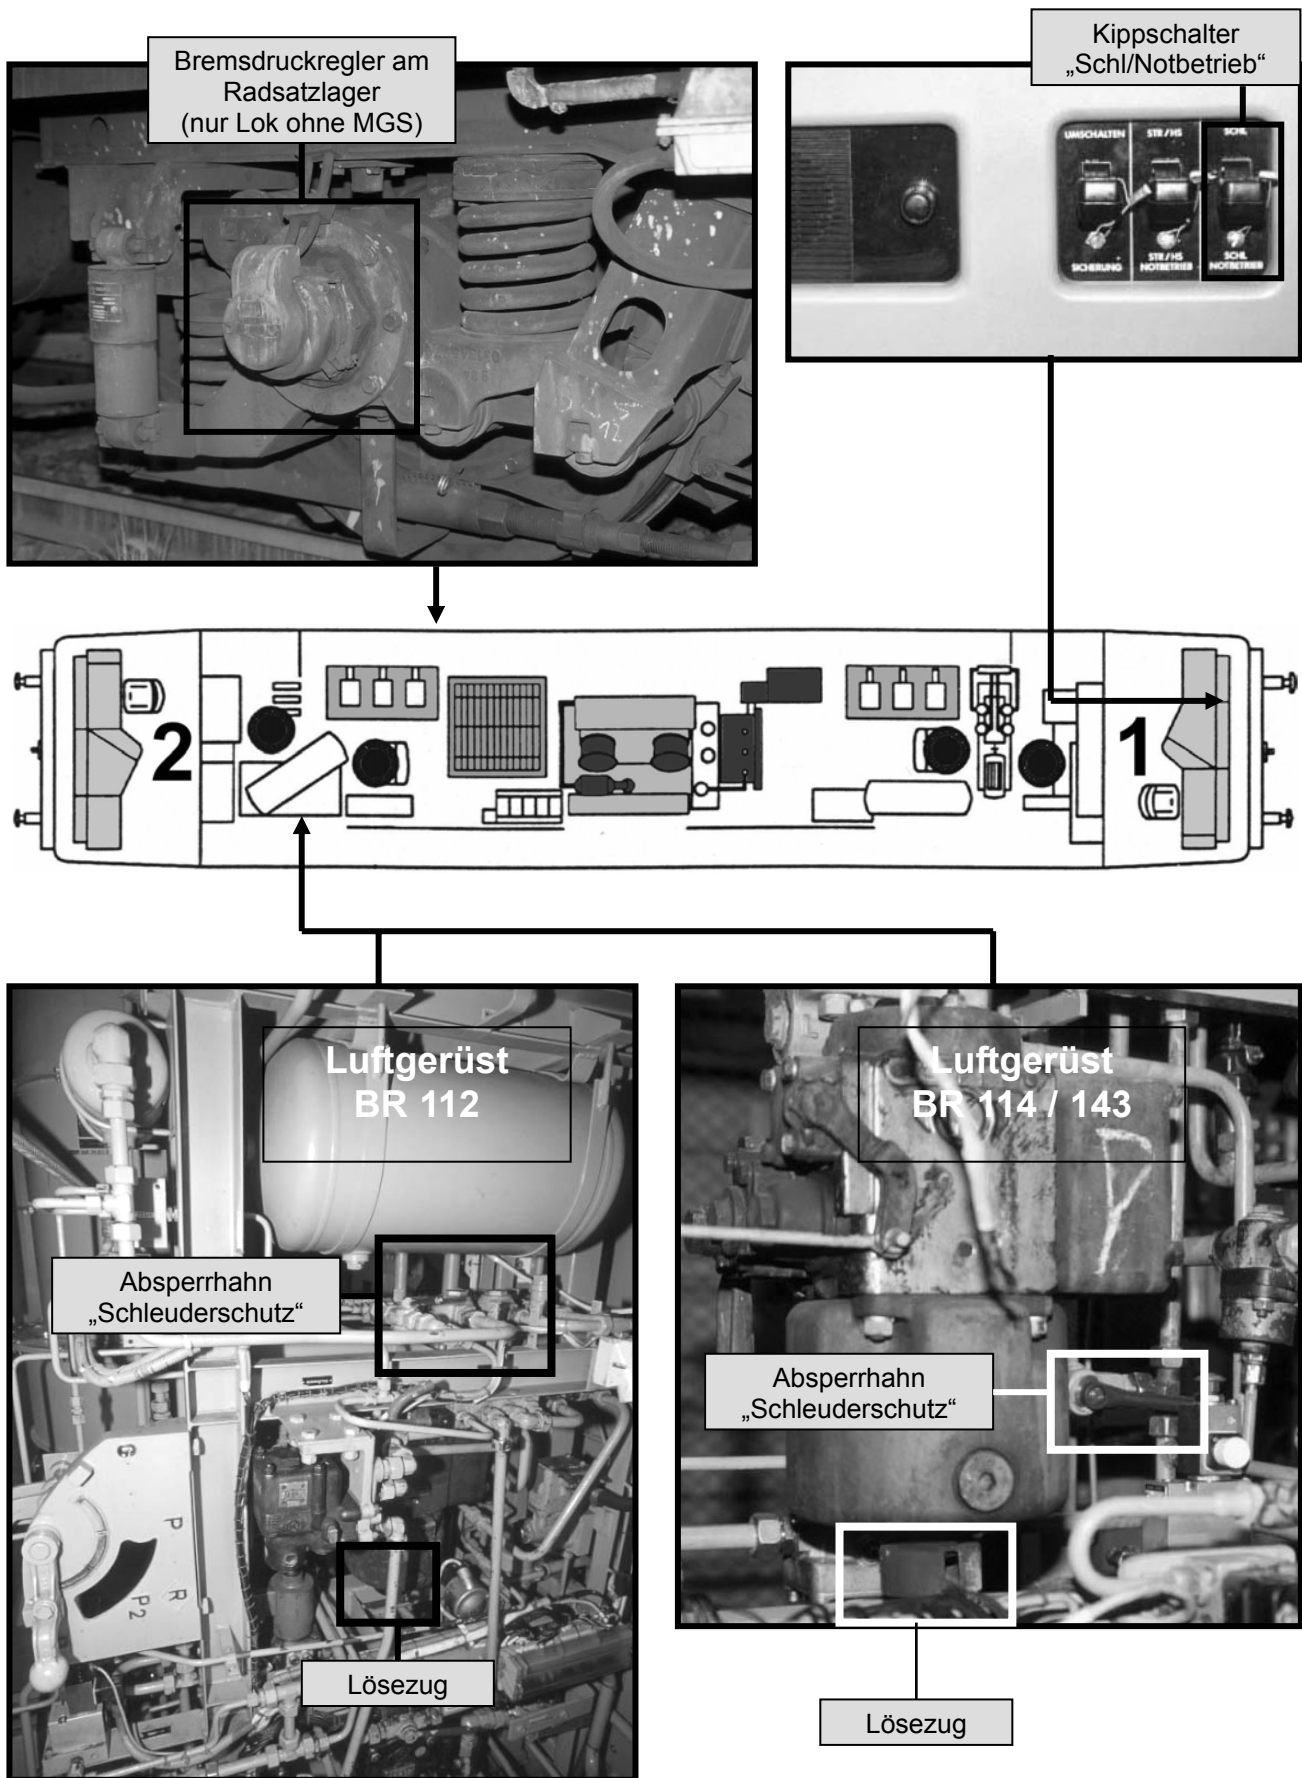 Bremsdruckregler am
Radsatzlager
(nur Lok ohne MGS)
Kippschalter
„Schl/Notbetrieb“
UMSCHALTEN
STR / HS
SCHL
SICHERUNG
STR / HS
NOTBETRIEB
SCHL
NOTBETRIEB
12
2
1
Luftgerüst
BR 112
Absperrhahn
„Schleuderschutz“
P
R
P2
Lösezug
Luftgerüst
BR 114 / 143
Absperrhahn
„Schleuderschutz“
Lösezug